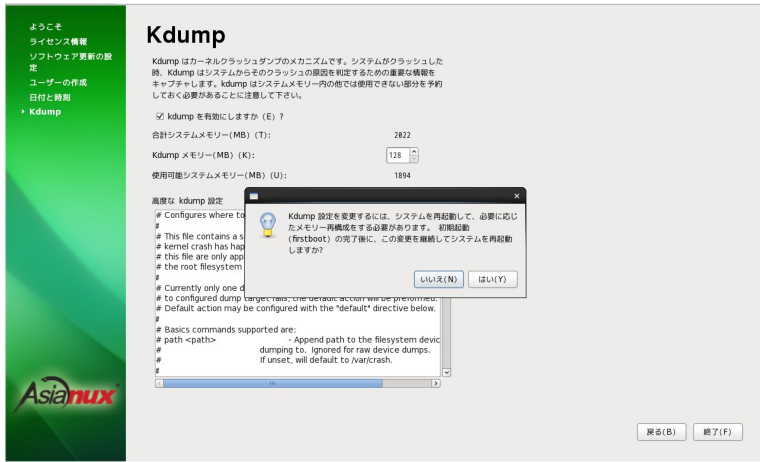 ようこそ
ライセンス情報
ソフトウェア更新の設
定
ユーザーの作成
日付と時刻
Kdump
Asianux
Kdump
Kdump はカーネルクラッシュダンプのメカニズムです。システムがクラッシュした
時、Kdump はシステムからそのクラッシュの原因を判定するための重要な情報を
キャプチャします。kdump はシステムメモリー内の他では使用できない部分を予約
しておく必要があることに注意して下さい。
kdump を有効にしますか (E) ?
合計システムメモリー(MB) (T): 2022
Kdump メモリー(MB) (K): 128
使用可能システムメモリー(MB) (U): 1894
高度な kdump 設定
# Configures where to
#
# This file contains a s
# kernel crash has hap
# this file are only app
# the root filesystem
#
# Currently only one d
# to configured dump target fails, the default action will be preformed.
# Default action may be configured with the "default" directive below.
#
# Basics commands supported are:
# path <path> - Append path to the filesystem devic
# dumping to. Ignored for raw device dumps.
# If unset, will default to /var/crash.
#
Kdump 設定を変更するには、システムを再起動して、必要に応じ
たメモリー再構成をする必要があります。 初期起動
(firstboot) の完了後に、この変更を継続してシステムを再起動
しますか?
いいえ(N) はい(Y)
戻る(B) 終了(F)